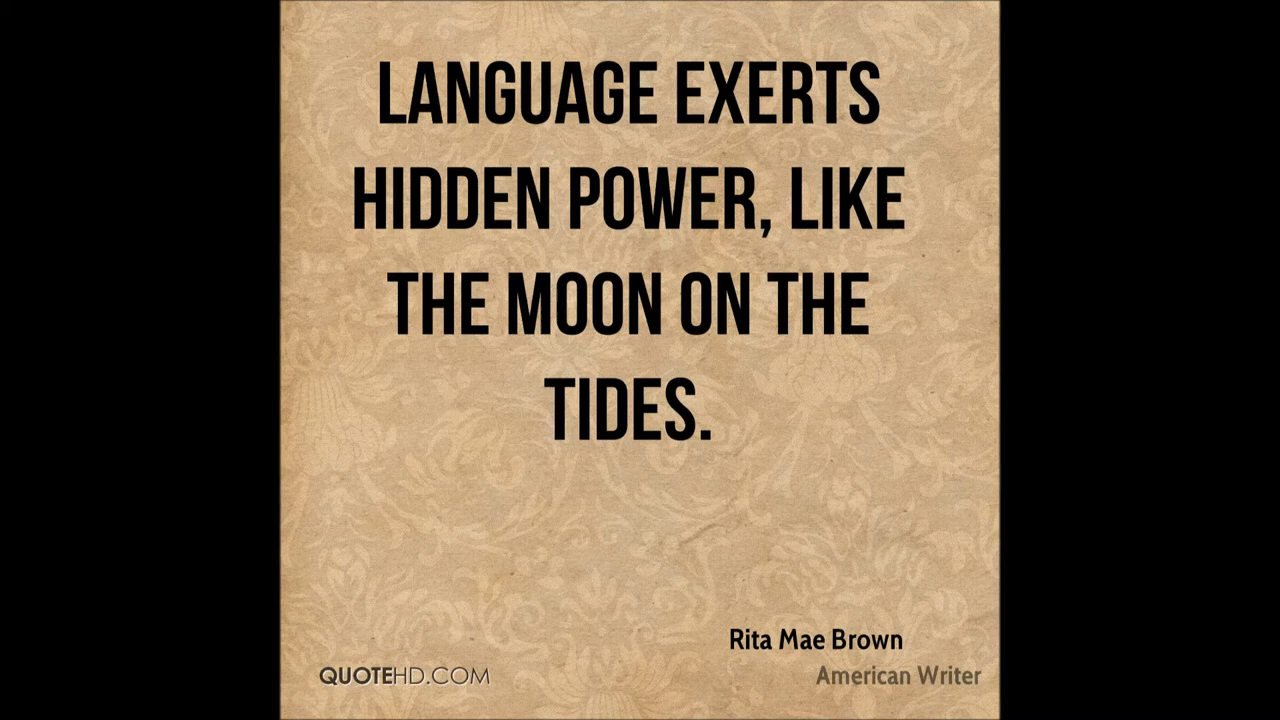 LANGUAGE EXERTS
HIDDEN POWER, LIKE
THE MOON ON THE
TIDES.
Rita Mae Brown
American Writer
QUOTEHD.COM